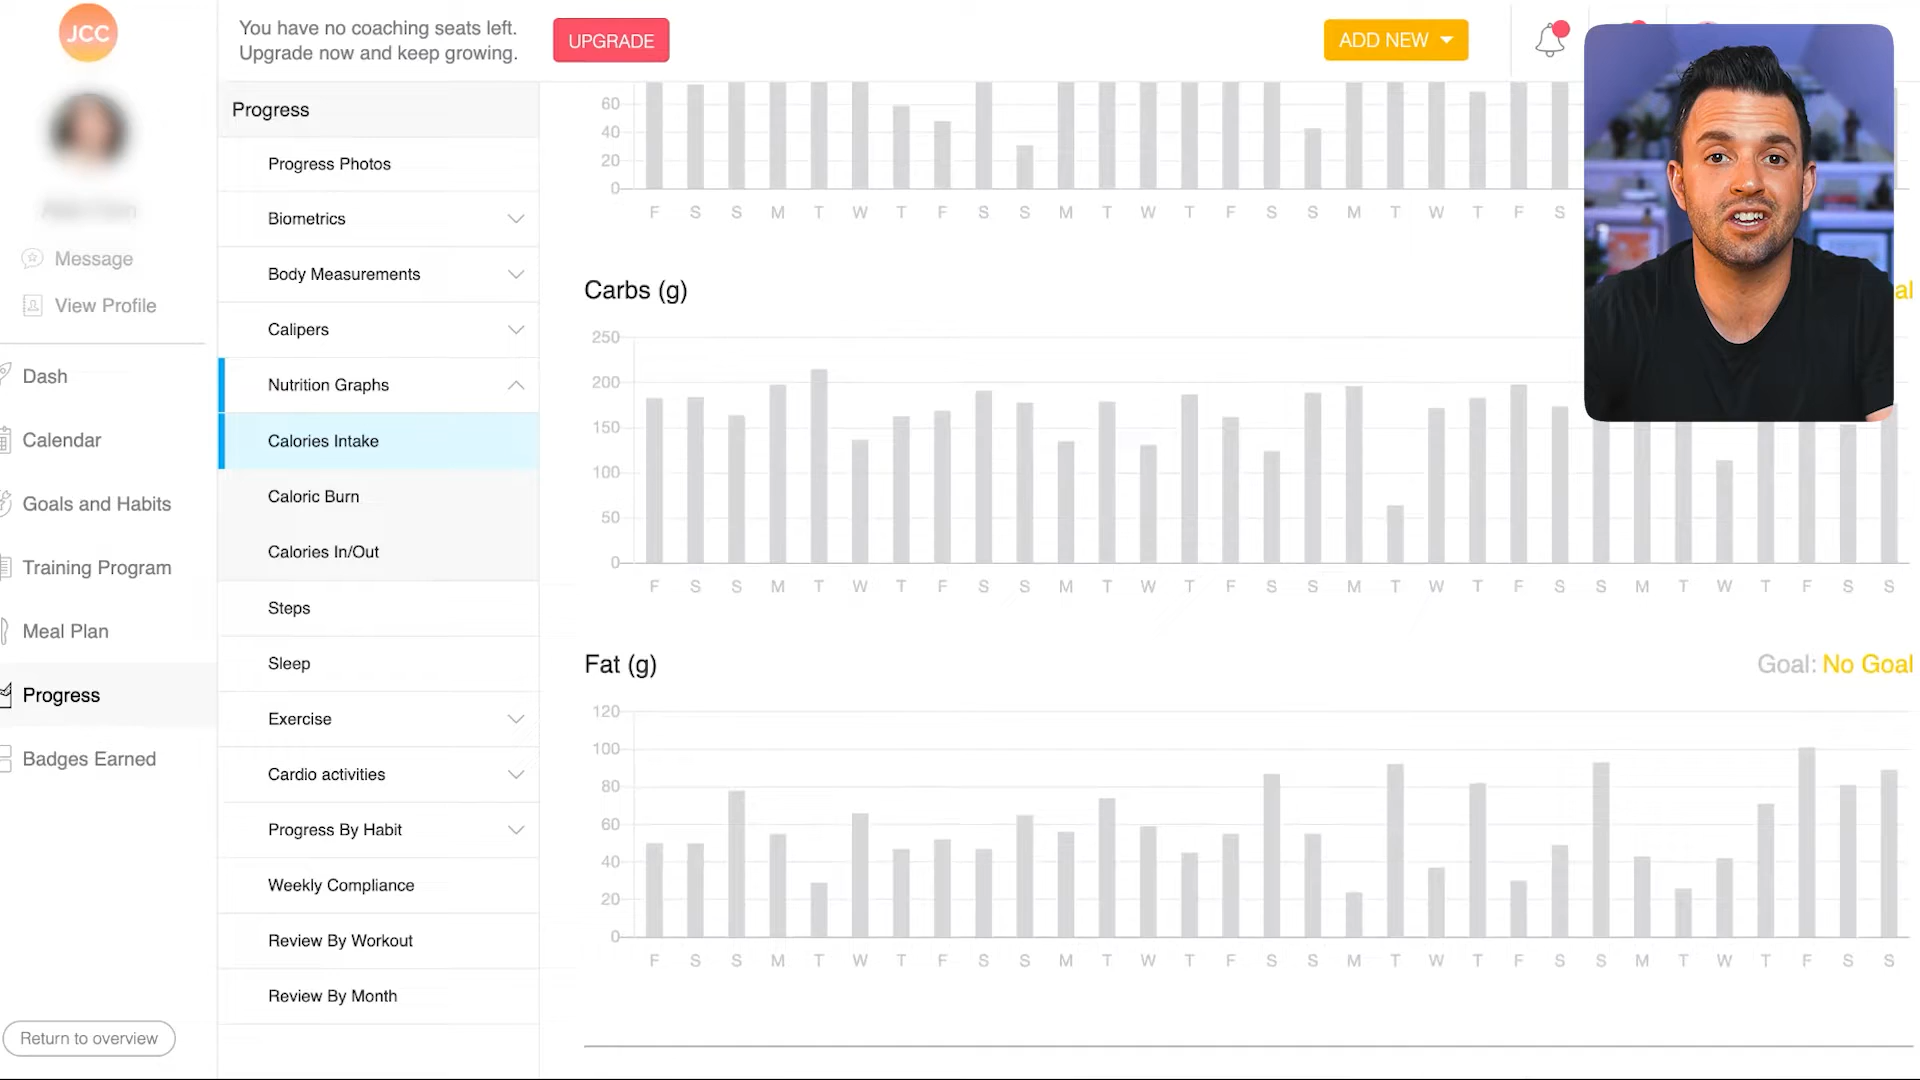 JCC
You have no coaching seats left.
Upgrade now and keep growing.
UPGRADE
ADD NEW
Message
View Profile
Dash
Calendar
Goals and Habits
Training Program
Meal Plan
Progress
Badges Earned
Return to overview
Progress
Progress Photos
Biometrics
Body Measurements
Calipers
Nutrition Graphs
Calories Intake
Caloric Burn
Calories In/Out
Steps
Sleep
Exercise
Cardio activities
Progress By Habit
Weekly Compliance
Review By Workout
Review By Month
60
40
20
0
F S S M T W T F S S M T W T F S S M T W T F S
Carbs (g)
al
250
200
150
100
50
0
F S S M T W T F S S M T W T F S S M T W T F S S M T W T F S S
Fat (g)
Goal: No Goal
120
100
80
60
40
20
0
F S S M T W T F S S M T W T F S S M T W T F S S M T W T F S S